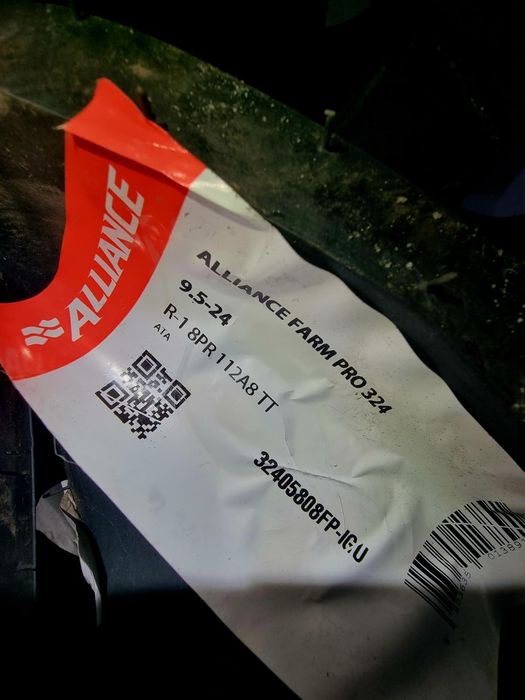 ALLIANCE
ALLIANCE FARM PRO 324
9.5-24
R-1 8PR 112A8 TT
ATA
32405808FP-IGU